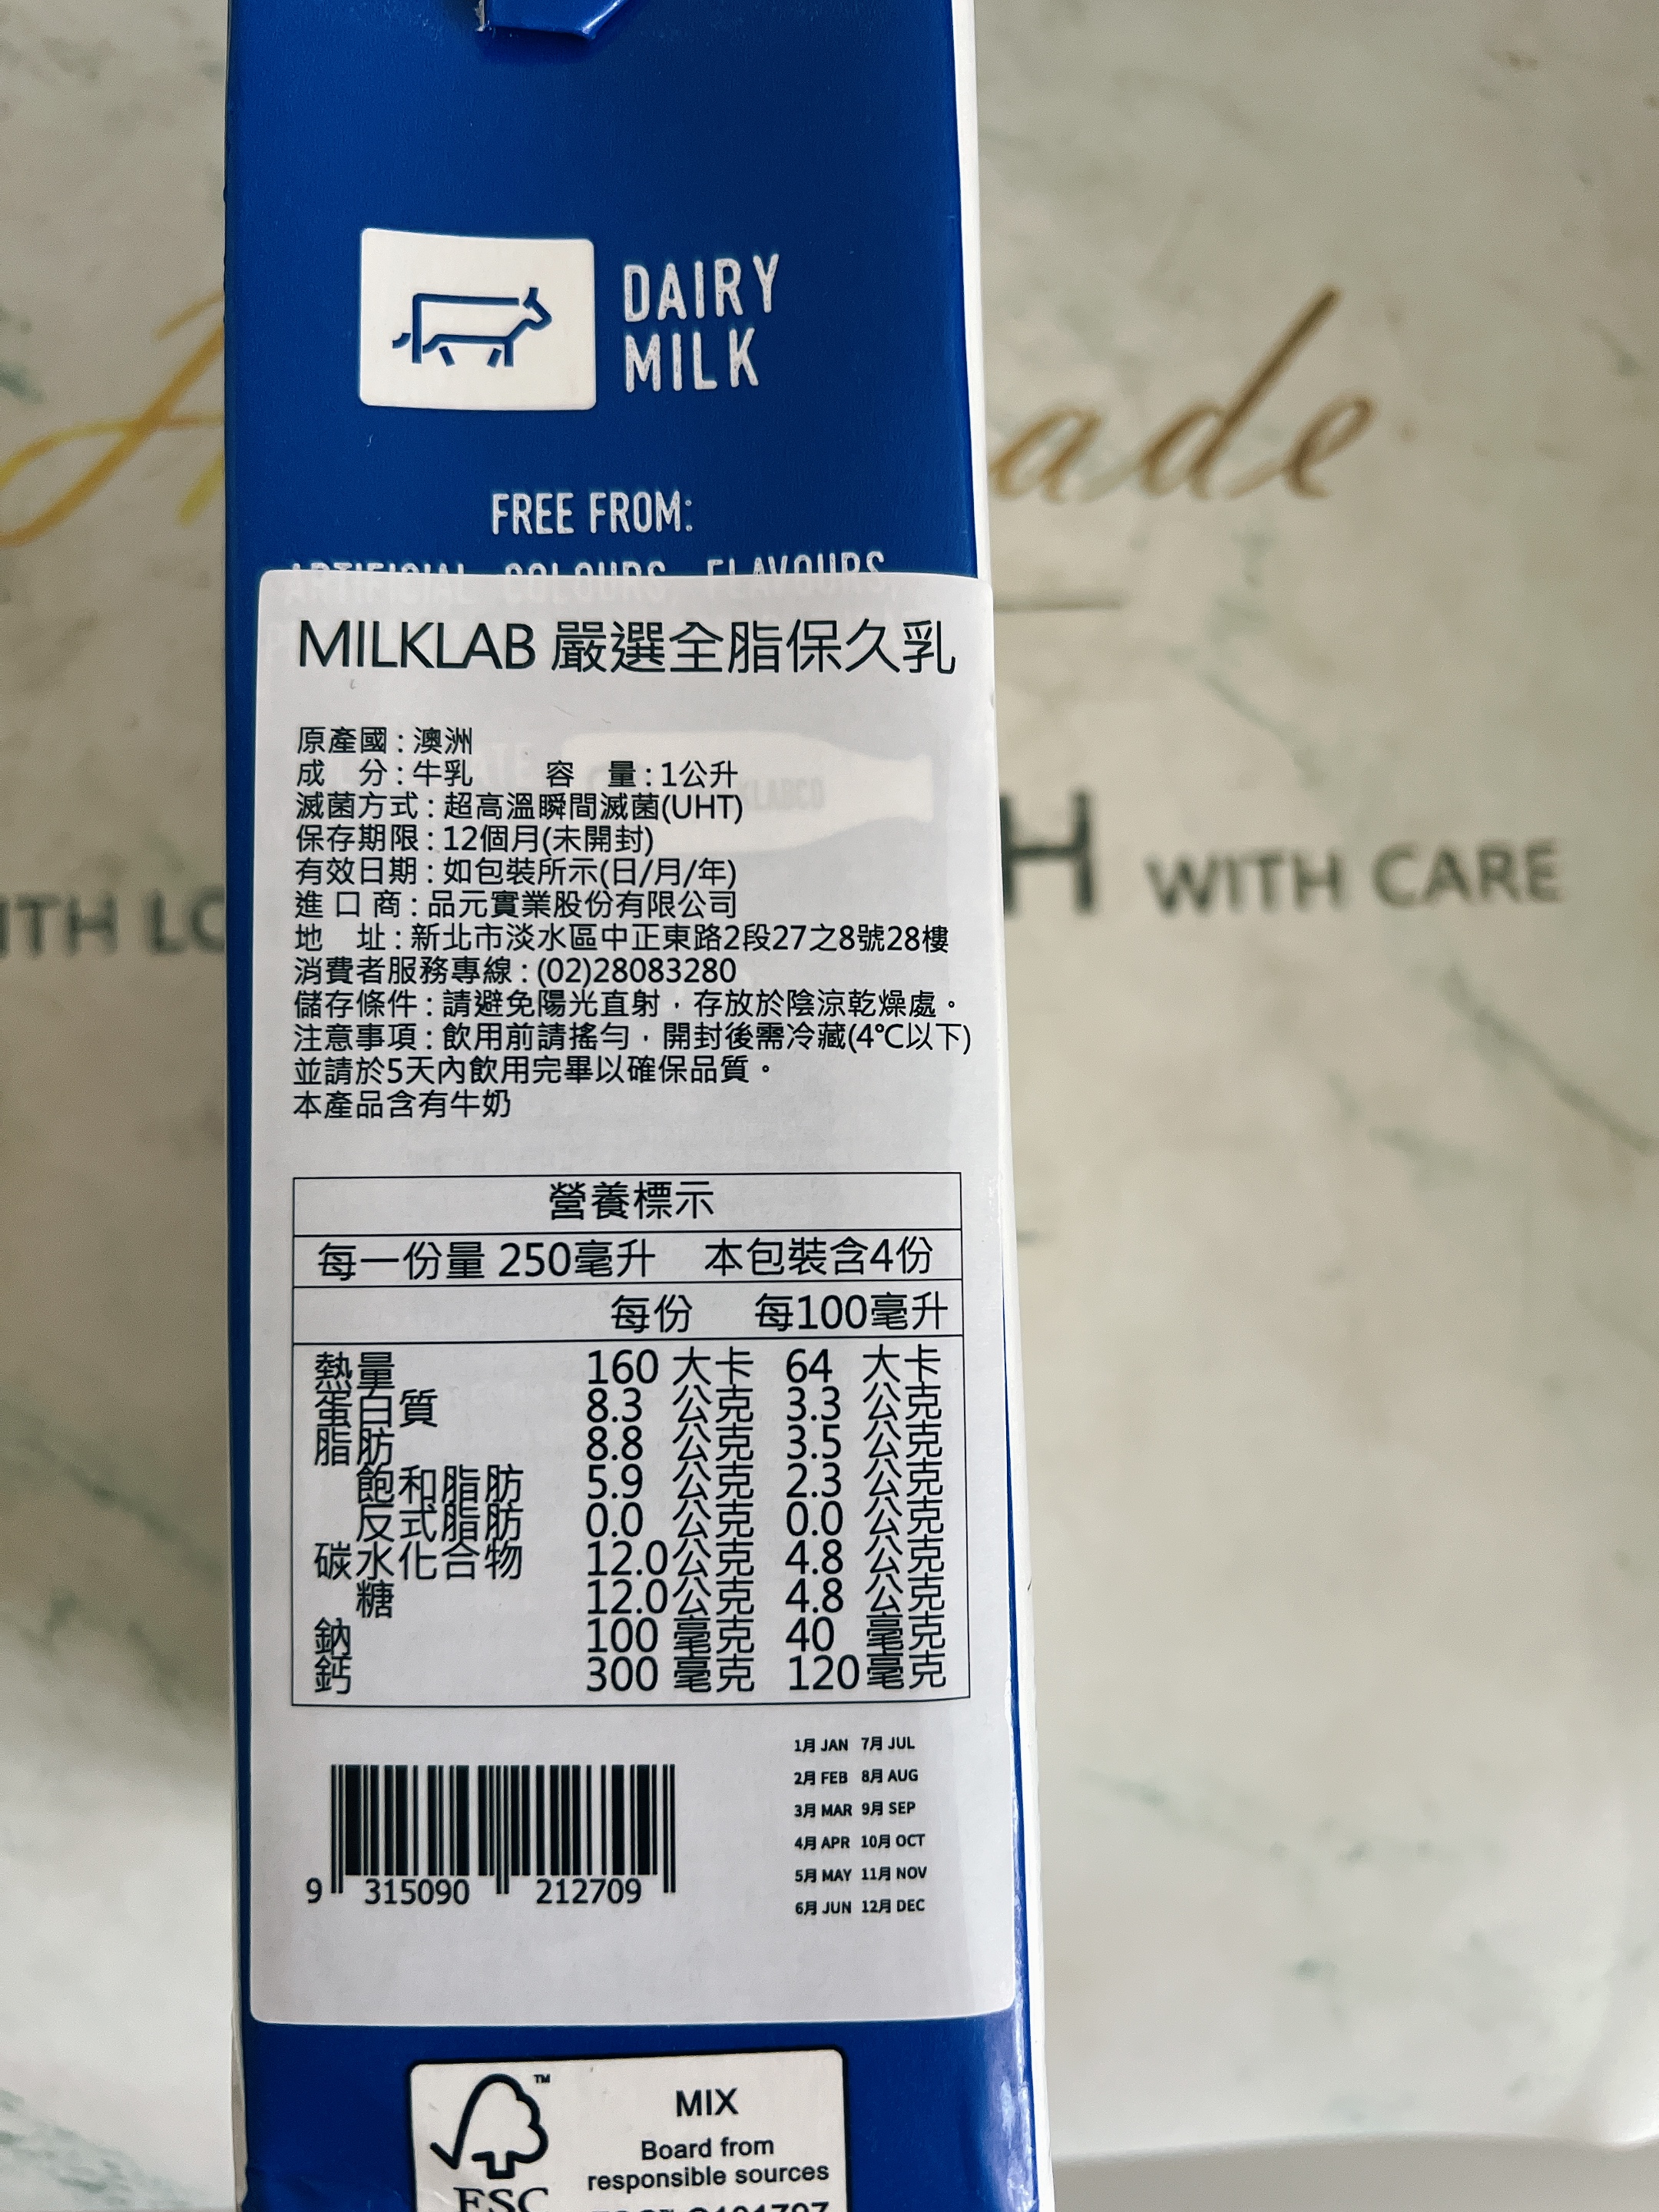 DAIRY
MILK
FREE FROM:
ARTIFICIAL COLOURS, FLAVOURS,
MILKLAB 嚴選全脂保久乳
原產國:澳洲
成 分:牛乳 容 量:1公升
滅菌方式:超高溫瞬間滅菌(UHT)
保存期限:12個月(未開封)
有效日期:如包裝所示(日/月/年)
進口商:品元實業股份有限公司
地 址:新北市淡水區中正東路2段27之8號28樓
消費者服務專線:(02)28083280
儲存條件:請避免陽光直射,存放於陰涼乾燥處。
注意事項:飲用前請搖勻,開封後需冷藏(4℃以下)
並請於5天內飲用完畢以確保品質。
本產品含有牛奶
營養標示
每一份量 250毫升 本包裝含4份
每份 每100毫升
熱量 160 大卡 64 大卡
蛋白質 8.3 公克 3.3 公克
脂肪 8.8 公克 3.5 公克
飽和脂肪 5.9 公克 2.3 公克
反式脂肪 0.0 公克 0.0 公克
碳水化合物 12.0公克 4.8 公克
糖 12.0公克 4.8 公克
鈉 100 毫克 40 毫克
鈣 300 毫克 120毫克
1月 JAN 7月 JUL
2月 FEB 8月 AUG
3月 MAR 9月 SEP
4月 APR 10月 OCT
5月 MAY 11月 NOV
6月 JUN 12月 DEC
9 315090 212709
TM
MIX
Board from
responsible sources
FSC
ade
WITH CARE